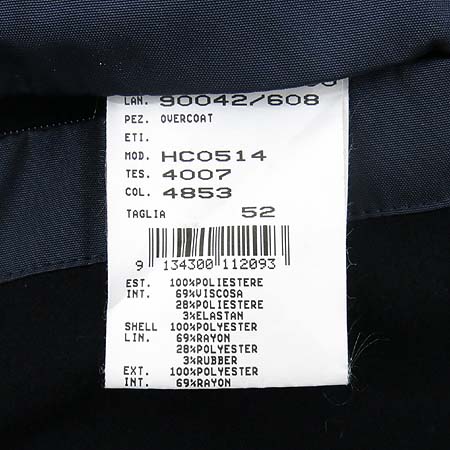 LAN. 90042/608
PEZ. OVERCOAT
ETI.
MOD. HC0514
TES. 4007
COL. 4853
TAGLIA 52
9 134300 112093
EST. 100%POLIESTERE
INT. 69%VISCOSA
28%POLIESTERE
3%ELASTAN
SHELL 100%POLYESTER
LIN. 69%RAYON
28%POLYESTER
3%RUBBER
EXT. 100%POLYESTER
INT. 69%RAYON